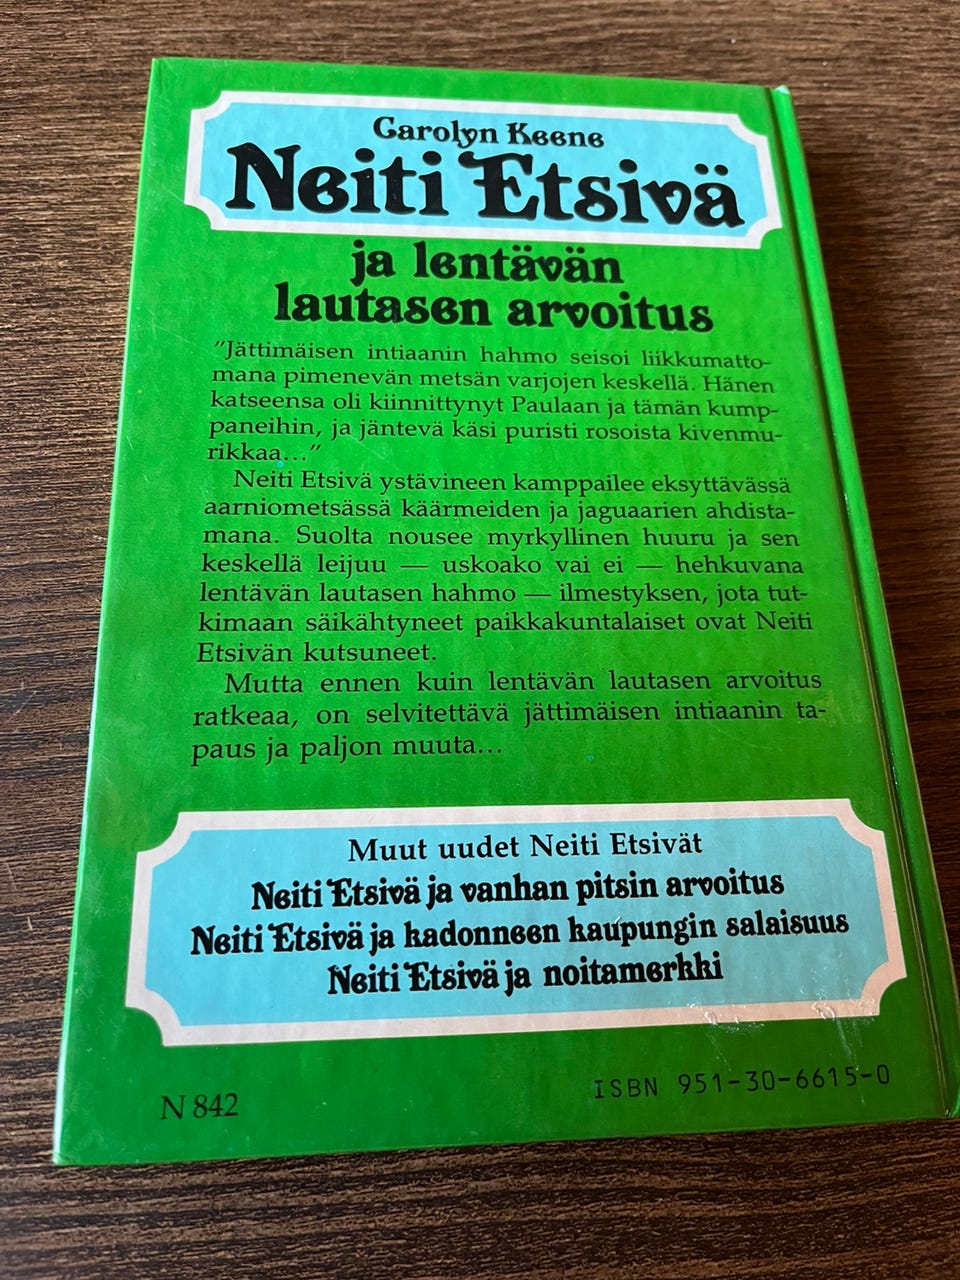 Carolyn Keene
Neiti Etsivä
ja lentävän
lautasen arvoitus
"Jättimäisen intiaanin hahmo seisoi liikkumatto-
mana pimenevän metsän varjojen keskellä. Hänen
katseensa oli kiinnittynyt Paulaan ja tämän kump-
paneihin, ja jäntevä käsi puristi rosoista kivenmu-
rikkaa..."
Neiti Etsivä ystävineen kamppailee eksyttävässä
aarniometsässä käärmeiden ja jaguaarien ahdista-
mana. Suolta nousee myrkyllinen huuru ja sen
keskellä leijuu — uskoako vai ei — hehkuvana
lentävän lautasen hahmo — ilmestyksen, jota tut-
kimaan säikähtyneet paikkakuntalaiset ovat Neiti
Etsivän kutsuneet.
Mutta ennen kuin lentävän lautasen arvoitus
ratkeaa, on selvitettävä jättimäisen intiaanin ta-
paus ja paljon muuta...
Muut uudet Neiti Etsivät
Neiti Etsivä ja vanhan pitsin arvoitus
Neiti Etsivä ja kadonneen kaupungin salaisuus
Neiti Etsivä ja noitamerkki
N 842
ISBN 951-30-6615-0